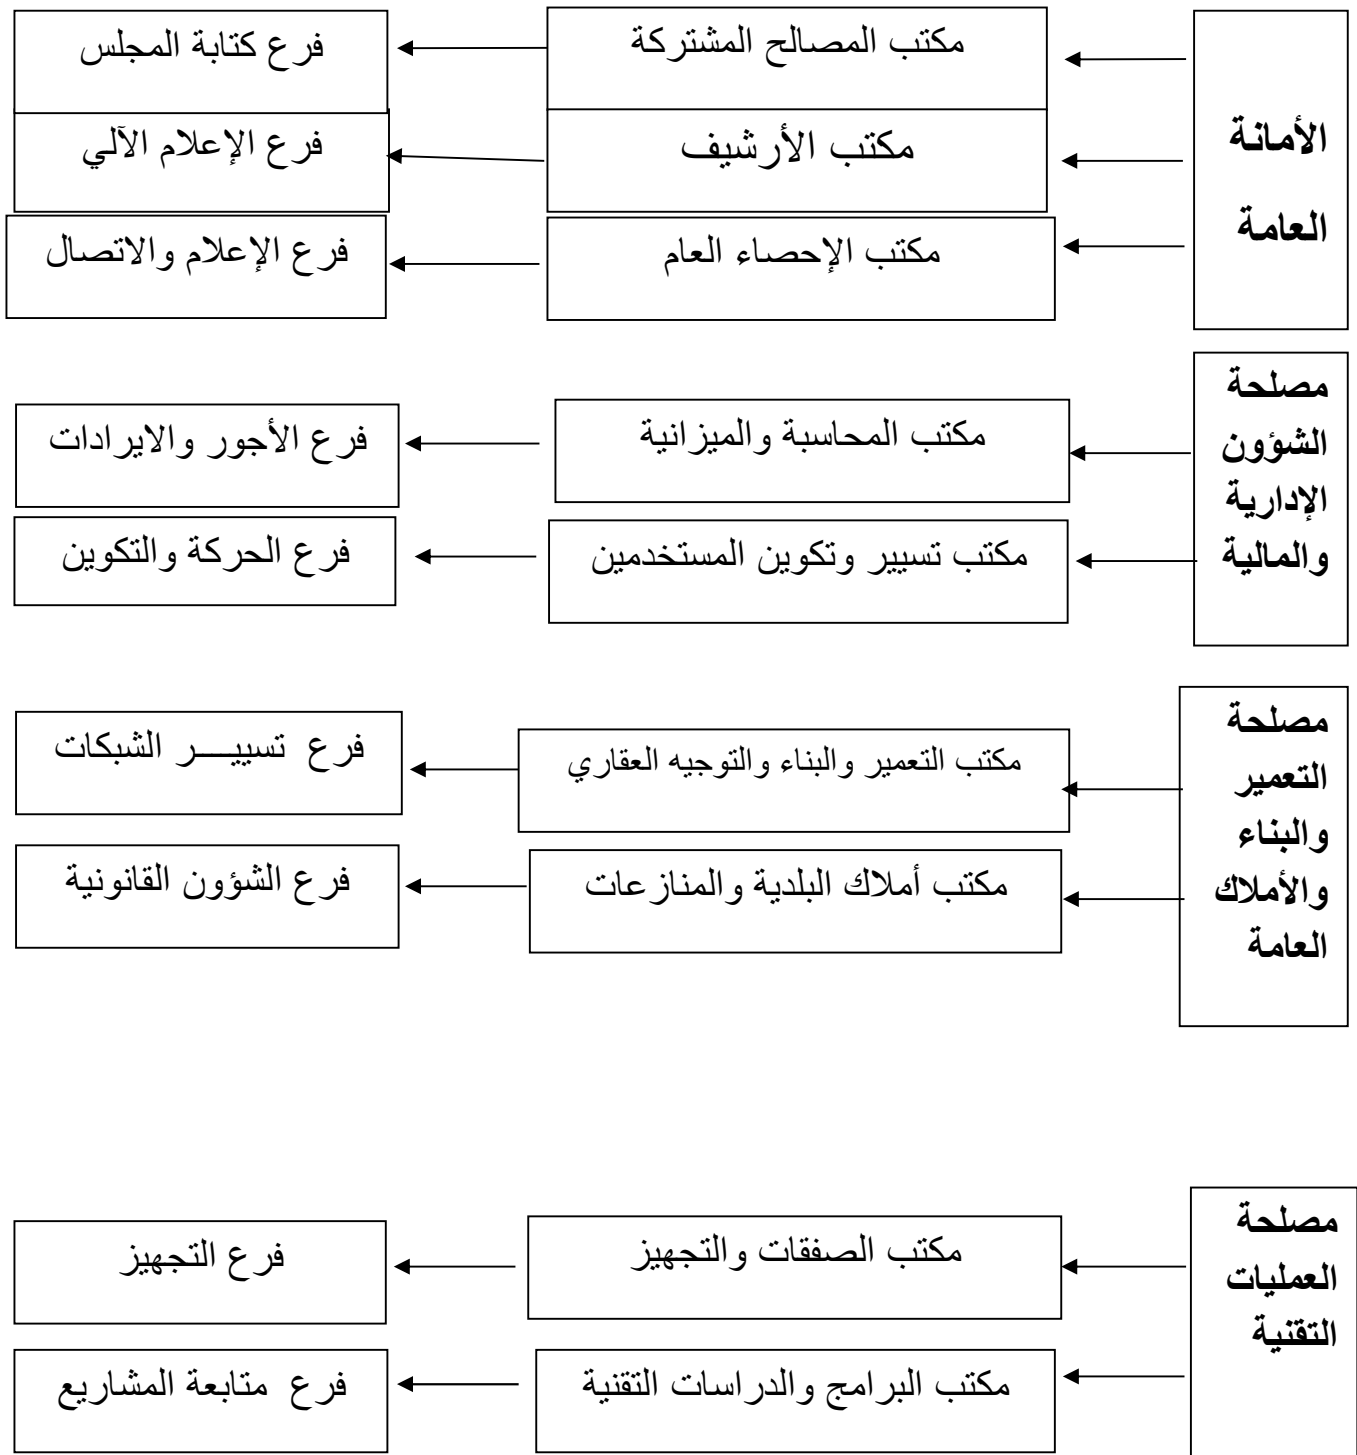 الأمانة
العامة
مكتب المصالح المشتركة
فرع كتابة المجلس
مكتب الأرشيف
فرع الإعلام الآلي
مكتب الإحصاء العام
فرع الإعلام والاتصال
مصلحة
الشؤون
الإدارية
والمالية
مكتب المحاسبة والميزانية
فرع الأجور والايرادات
مكتب تسيير وتكوين المستخدمين
فرع الحركة والتكوين
مصلحة
التعمير
والبناء
والأملاك
العامة
مكتب التعمير والبناء والتوجيه العقاري
فرع تسييـــر الشبكات
مكتب أملاك البلدية والمنازعات
فرع الشؤون القانونية
مصلحة
العمليات
التقنية
مكتب الصفقات والتجهيز
فرع التجهيز
مكتب البرامج والدراسات التقنية
فرع متابعة المشاريع